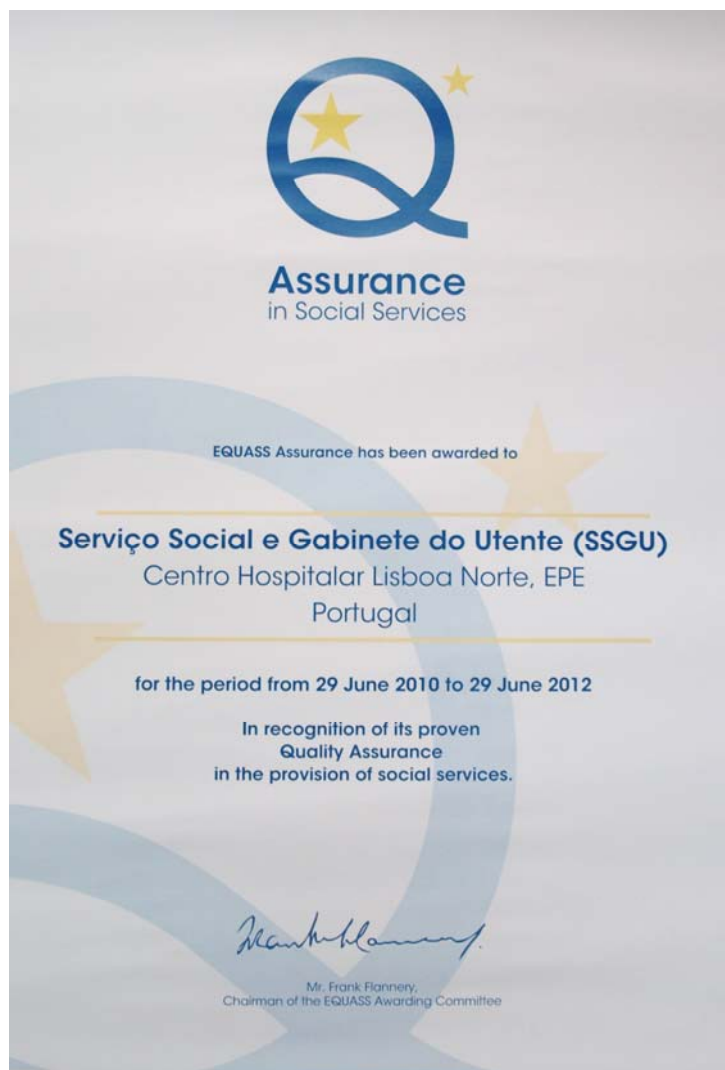 Assurance
in Social Services
EQUASS Assurance has been awarded to
Serviço Social e Gabinete do Utente (SSGU)
Centro Hospitalar Lisboa Norte, EPE
Portugal
for the period from 29 June 2010 to 29 June 2012
In recognition of its proven
Quality Assurance
in the provision of social services.
Frank Flannery.
Mr. Frank Flannery,
Chairman of the EQUASS Awarding Committee